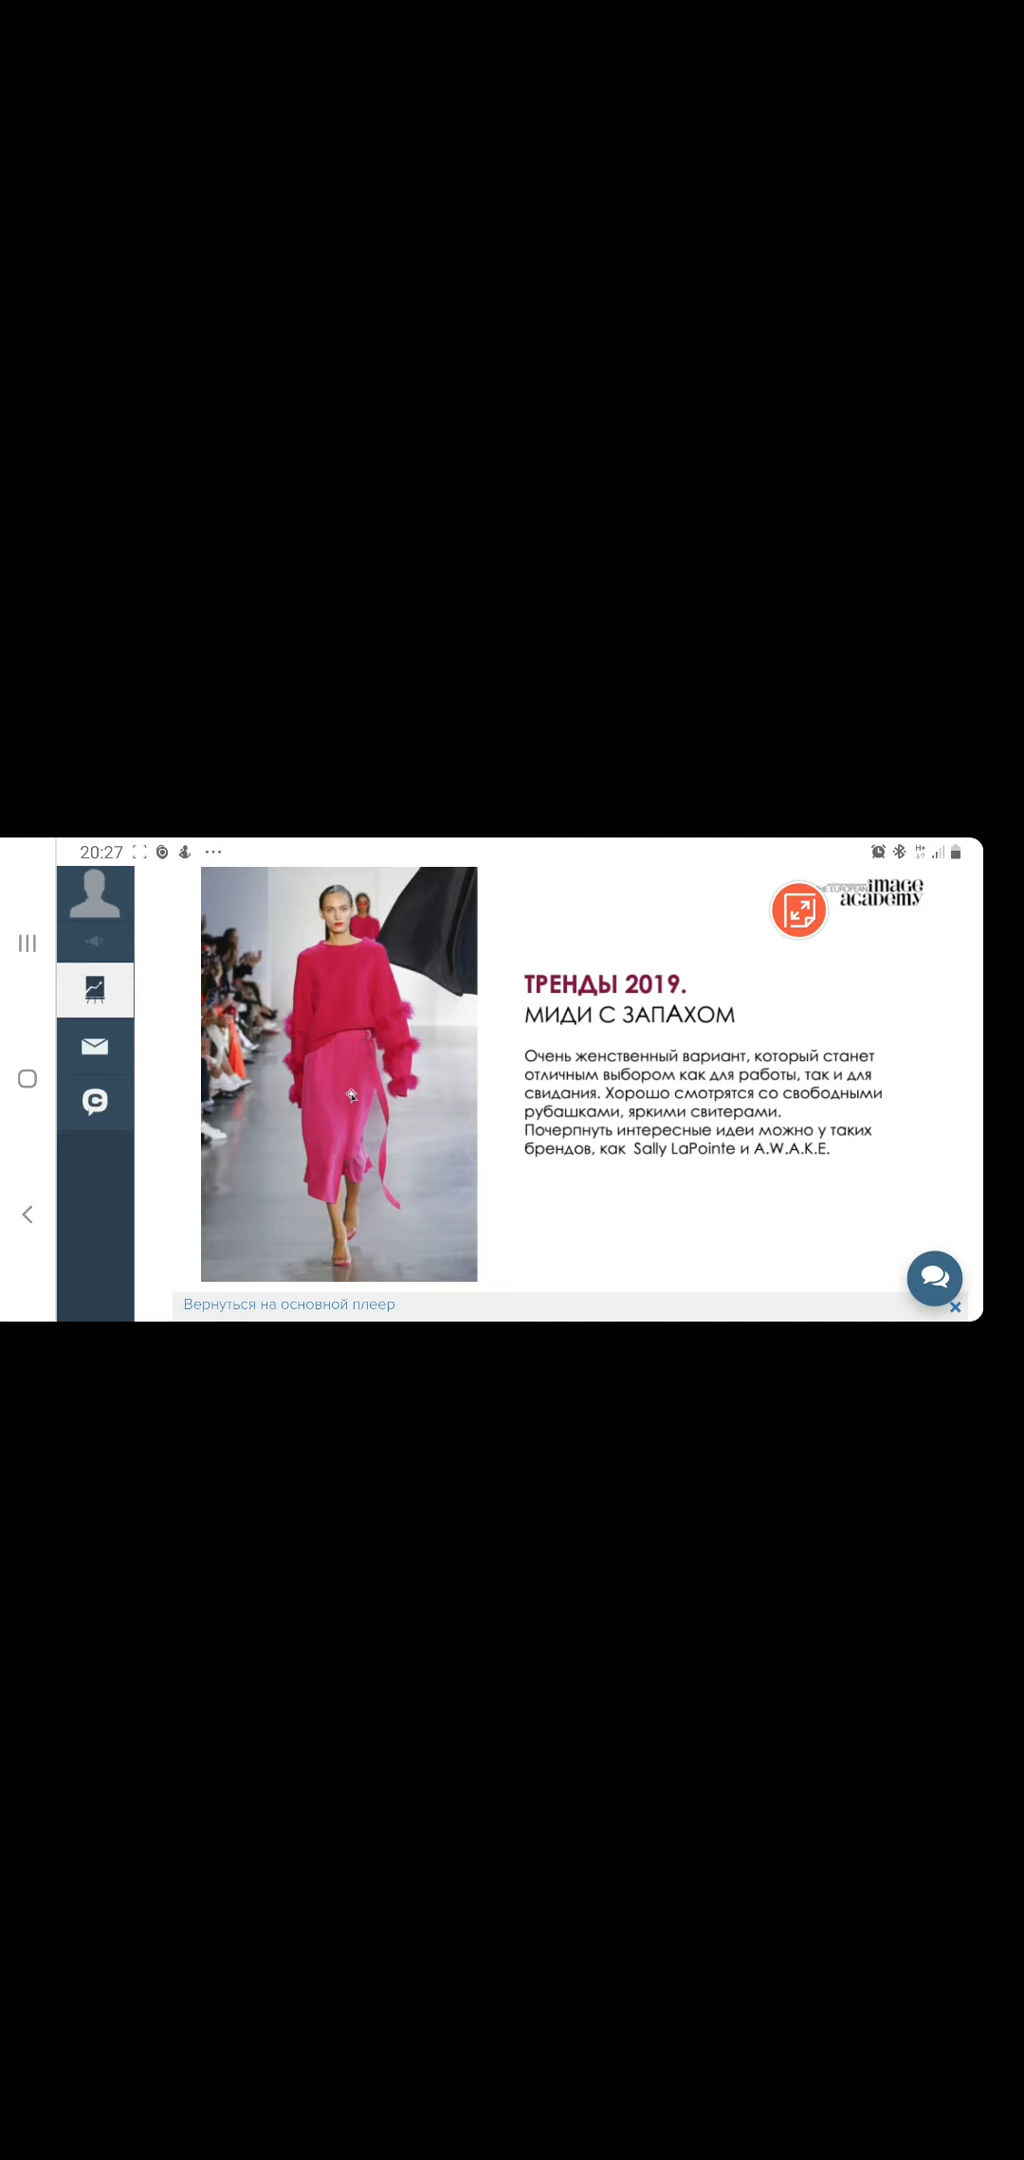 20:27
H+
THE EUROPEAN image
academy
ТРЕНДЫ 2019.
МИДИ С ЗАПАХОМ
Очень женственный вариант, который станет
отличным выбором как для работы, так и для
свидания. Хорошо смотрятся со свободными
рубашками, яркими свитерами.
Почерпнуть интересные идеи можно у таких
брендов, как Sally LaPointe и A.W.A.K.E.
Вернуться на основной плеер